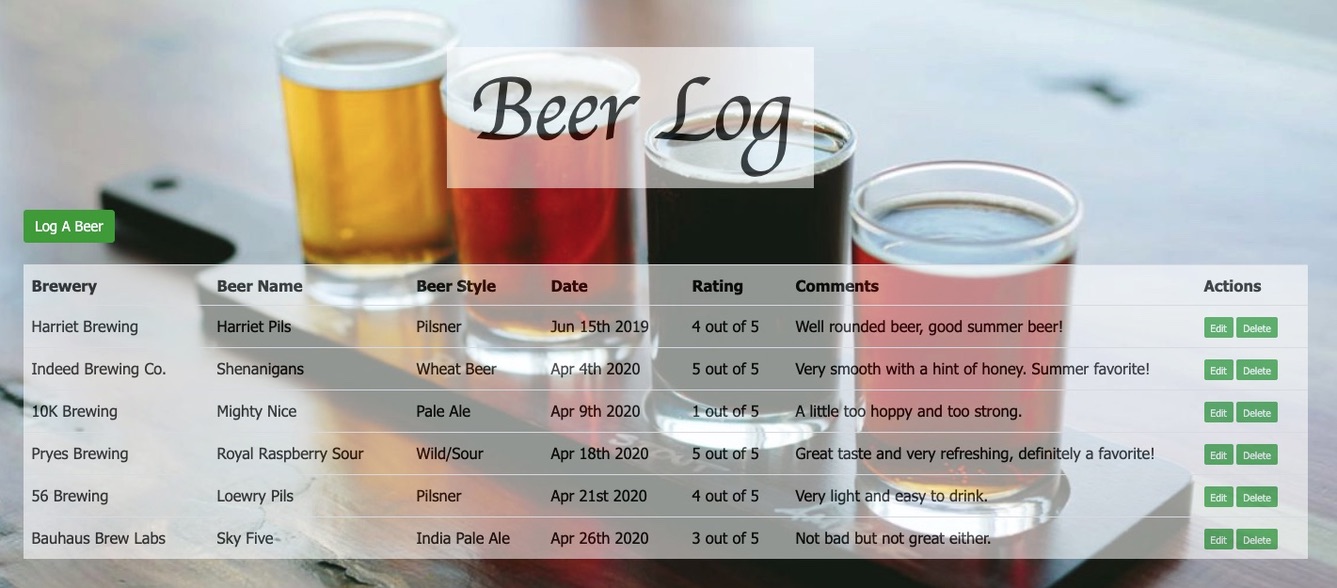 Beer Log
Log A Beer
Brewery Beer Name Beer Style Date Rating Comments Actions
Harriet Brewing Harriet Pils Pilsner Jun 15th 2019 4 out of 5 Well rounded beer, good summer beer! Edit Delete
Indeed Brewing Co. Shenanigans Wheat Beer Apr 4th 2020 5 out of 5 Very smooth with a hint of honey. Summer favorite! Edit Delete
10K Brewing Mighty Nice Pale Ale Apr 9th 2020 1 out of 5 A little too hoppy and too strong. Edit Delete
Pryes Brewing Royal Raspberry Sour Wild/Sour Apr 18th 2020 5 out of 5 Great taste and very refreshing, definitely a favorite! Edit Delete
56 Brewing Loewry Pils Pilsner Apr 21st 2020 4 out of 5 Very light and easy to drink. Edit Delete
Bauhaus Brew Labs Sky Five India Pale Ale Apr 26th 2020 3 out of 5 Not bad but not great either. Edit Delete